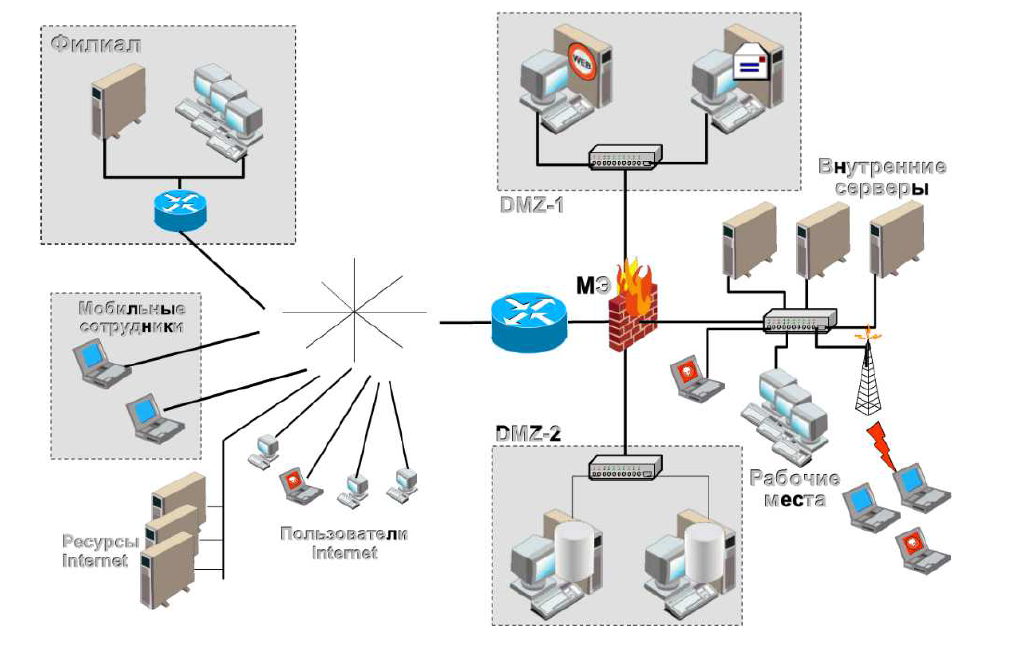 Филиал
WEB
DMZ-1
Внутренние
серверы
МЭ
Мобильные
сотрудники
DMZ-2
Рабочие
места
Ресурсы
Internet
Пользователи
Internet